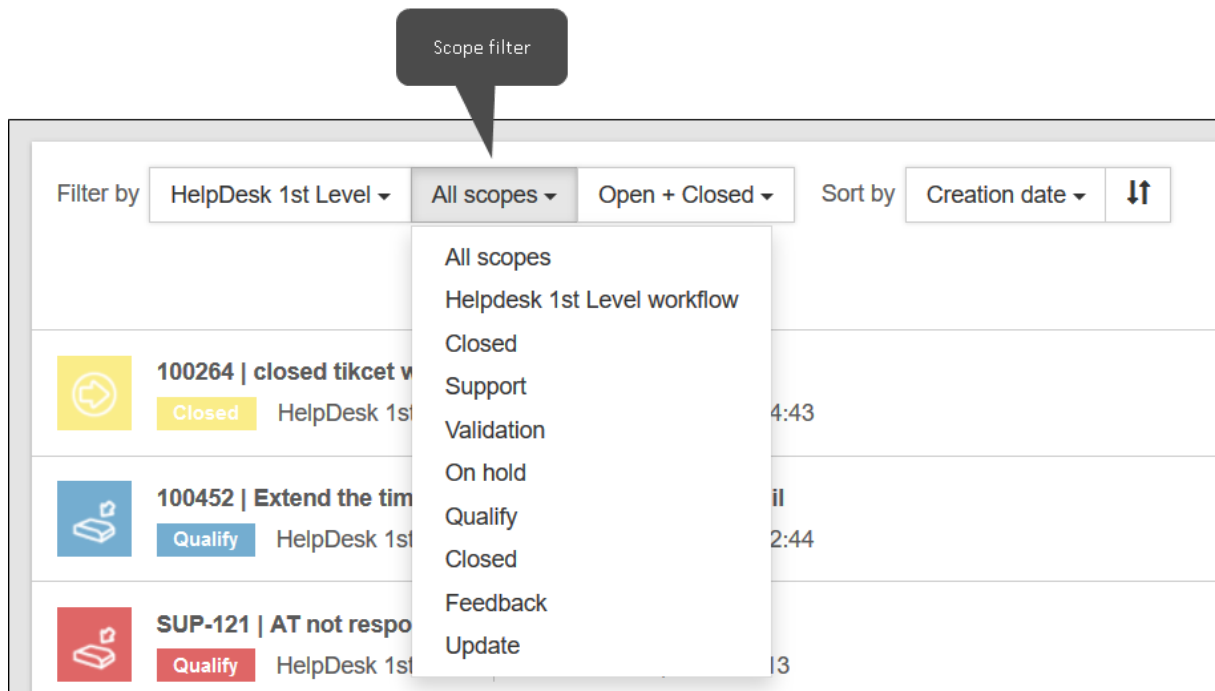 Scope filter
Filter by HelpDesk 1st Level All scopes Open + Closed Sort by Creation date
All scopes
Helpdesk 1st Level workflow
Closed
Support
Validation
On hold
Qualify
Closed
Feedback
Update
100264 | closed tikcet
Closed HelpDesk 1st 4:43
100452 | Extend the tim il
Qualify HelpDesk 1st 2:44
SUP-121 | AT not respo
Qualify HelpDesk 1st 13